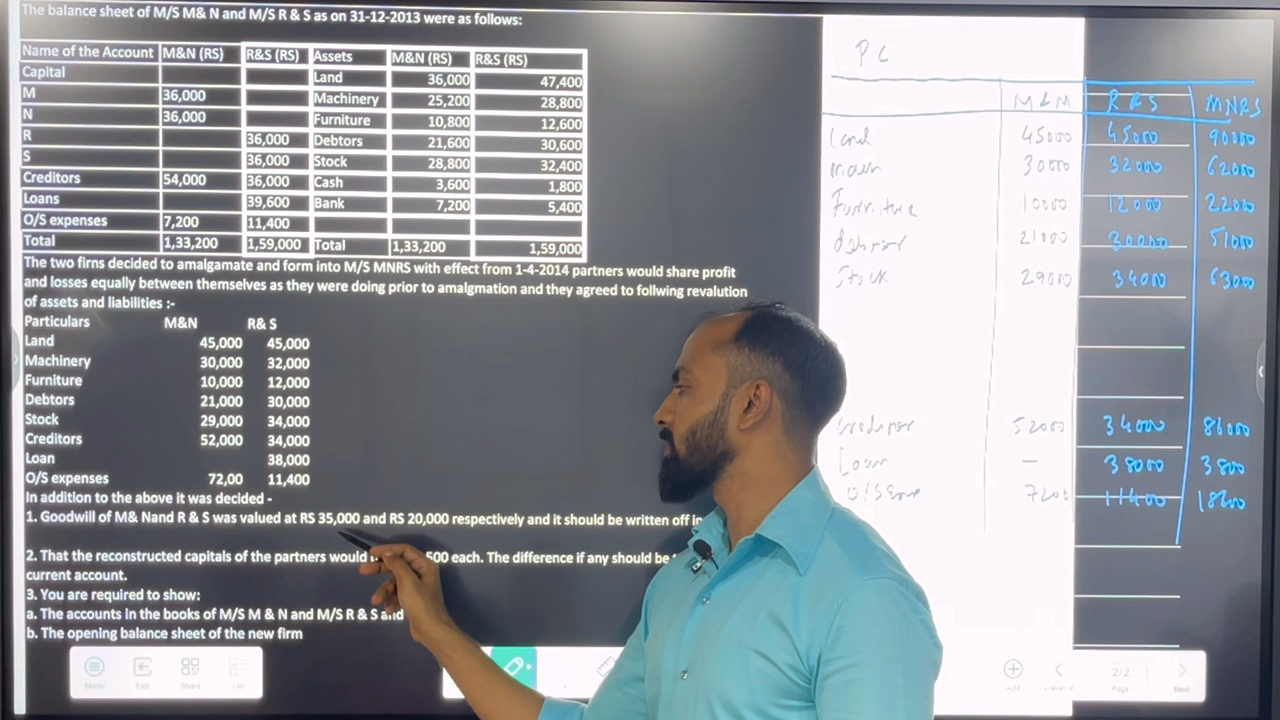 The balance sheet of M/S M& N and M/S R & S as on 31-12-2013 were as follows:
Name of the Account M&N (RS) R&S (RS) Assets M&N (RS) R&S (RS)
Capital Land 36,000 47,400
M 36,000 Machinery 25,200 28,800
N 36,000 Furniture 10,800 12,600
R 36,000 Debtors 21,600 30,600
S 36,000 Stock 28,800 32,400
Creditors 54,000 36,000 Cash 3,600 1,800
Loans 39,600 Bank 7,200 5,400
O/S expenses 7,200 11,400
Total 1,33,200 1,59,000 Total 1,33,200 1,59,000
The two firns decided to amalgamate and form into M/S MNRS with effect from 1-4-2014 partners would share profit
and losses equally between themselves as they were doing prior to amalgmation and they agreed to follwing revalution
of assets and liabilities :-
Particulars M&N R& S
Land 45,000 45,000
Machinery 30,000 32,000
Furniture 10,000 12,000
Debtors 21,000 30,000
Stock 29,000 34,000
Creditors 52,000 34,000
Loan 38,000
O/S expenses 72,00 11,400
In addition to the above it was decided -
1. Goodwill of M& Nand R & S was valued at RS 35,000 and RS 20,000 respectively and it should be written off in
2. That the reconstructed capitals of the partners would 500 each. The difference if any should be
current account.
3. You are required to show:
a. The accounts in the books of M/S M & N and M/S R & S and
b. The opening balance sheet of the new firm
PC
M & M R & S MNRS
Land 45000 45000 90000
30000 32000 62000
Furniture 10000 12000 22000
21000 30000 51000
Stock 29000 34000 63000
52000 34000 86000
Loan — 38000 3800
7200 11400 18600
Menu Exit Share
2/2
Page Next